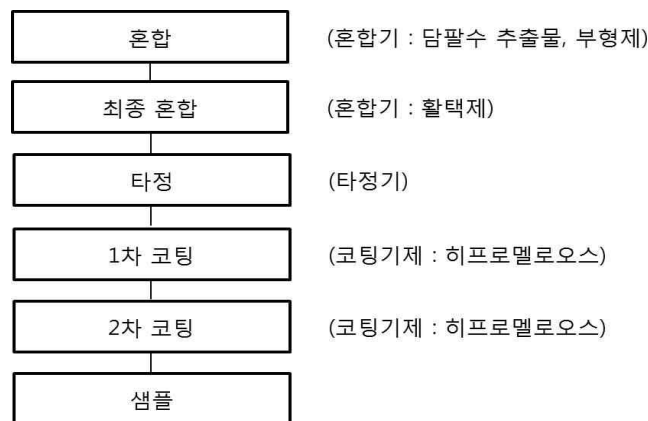 혼합 (혼합기 : 담팔수 추출물, 부형제)
최종 혼합 (혼합기 : 활택제)
타정 (타정기)
1차 코팅 (코팅기제 : 히프로멜로오스)
2차 코팅 (코팅기제 : 히프로멜로오스)
샘플